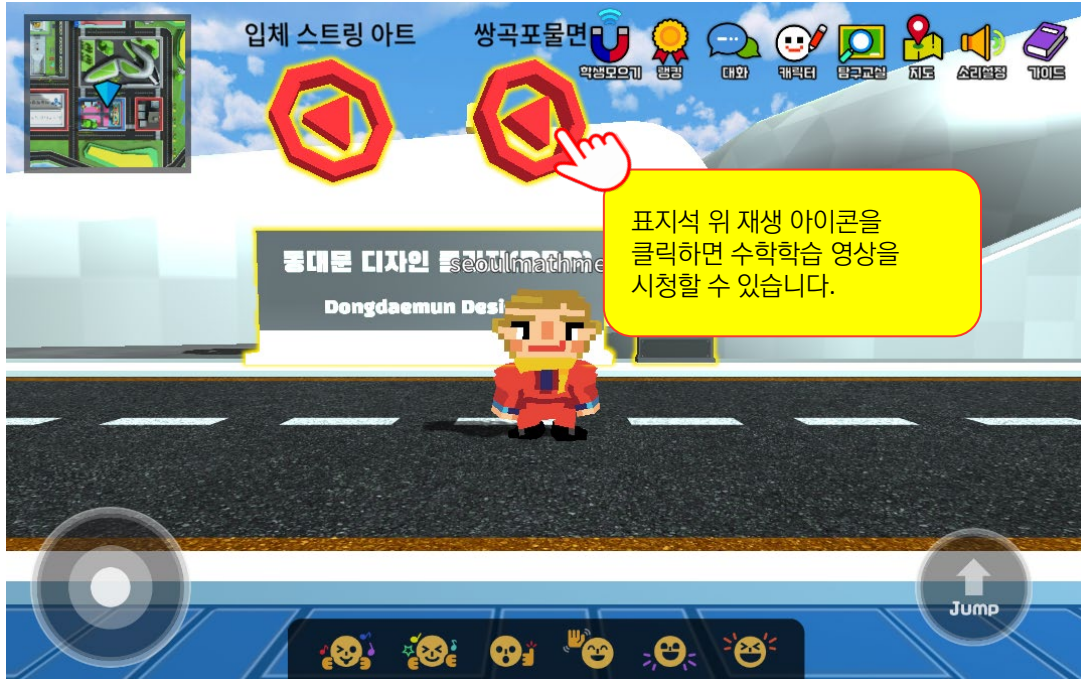 입체 스트링 아트
쌍곡포물면
학생모으기
랭킹
대화
캐릭터
탐구교실
지도
소리설정
가이드
표지석 위 재생 아이콘을
클릭하면 수학학습 영상을
시청할 수 있습니다.
동대문 디자인
seoulmathme
Dongdaemun Desi
Jump